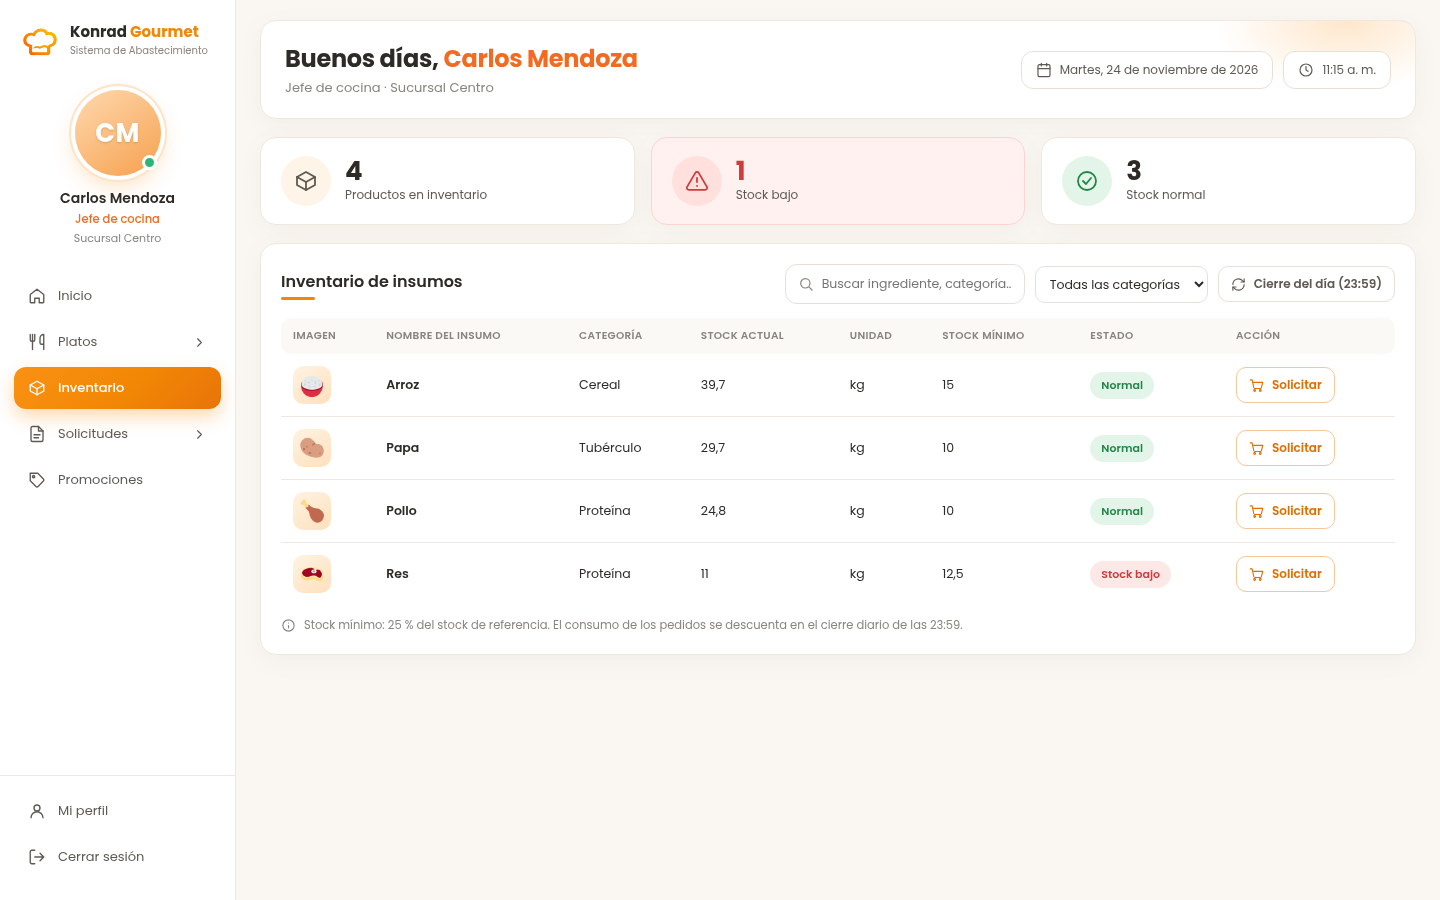 Konrad Gourmet
Sistema de Abastecimiento
CM
Carlos Mendoza
Jefe de cocina
Sucursal Centro
Inicio
Platos
Inventario
Solicitudes
Promociones
Mi perfil
Cerrar sesión
Buenos días, Carlos Mendoza
Jefe de cocina · Sucursal Centro
Martes, 24 de noviembre de 2026
11:15 a. m.
4
Productos en inventario
1
Stock bajo
3
Stock normal
Inventario de insumos
Buscar ingrediente, categoría..
Todas las categorías
Cierre del día (23:59)
IMAGEN NOMBRE DEL INSUMO CATEGORÍA STOCK ACTUAL UNIDAD STOCK MÍNIMO ESTADO ACCIÓN
Arroz Cereal 39,7 kg 15 Normal Solicitar
Papa Tubérculo 29,7 kg 10 Normal Solicitar
Pollo Proteína 24,8 kg 10 Normal Solicitar
Res Proteína 11 kg 12,5 Stock bajo Solicitar
Stock mínimo: 25 % del stock de referencia. El consumo de los pedidos se descuenta en el cierre diario de las 23:59.